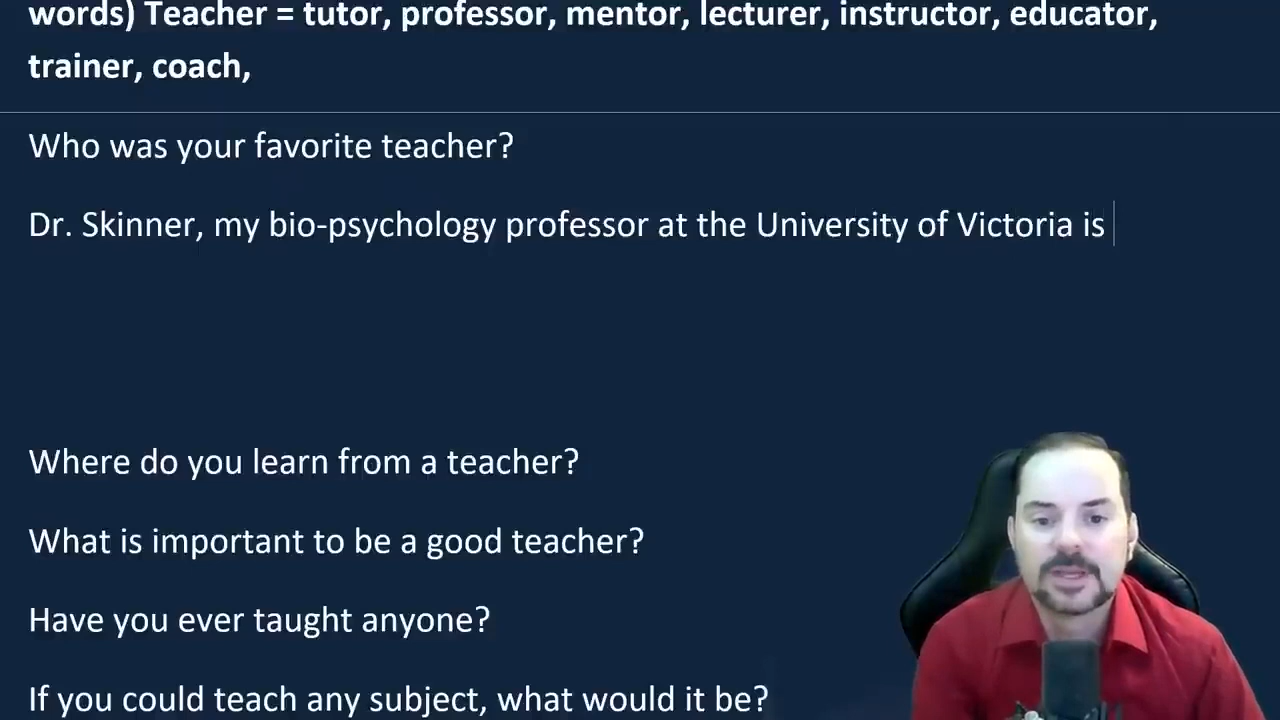 words) Teacher = tutor, professor, mentor, lecturer, instructor, educator,
trainer, coach,
Who was your favorite teacher?
Dr. Skinner, my bio-psychology professor at the University of Victoria is
Where do you learn from a teacher?
What is important to be a good teacher?
Have you ever taught anyone?
If you could teach any subject, what would it be?